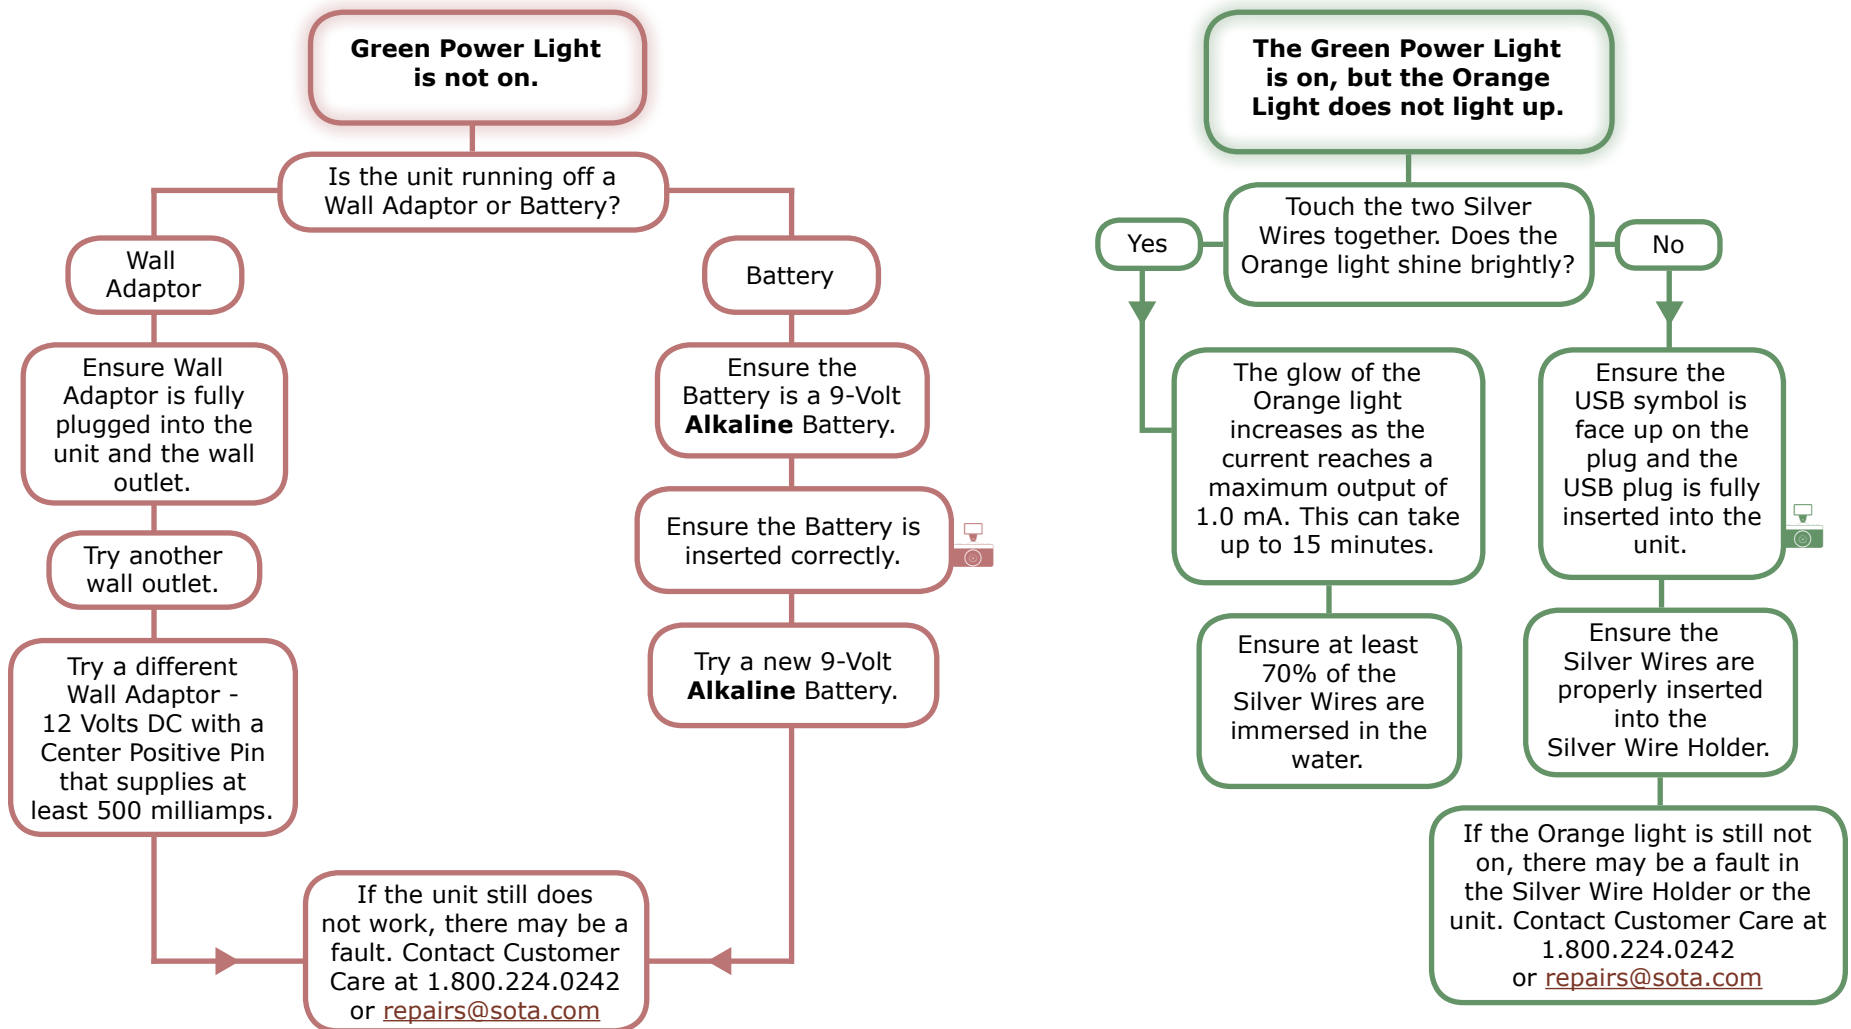 Green Power Light
is not on.
Is the unit running off a
Wall Adaptor or Battery?
Wall
Adaptor
Ensure Wall
Adaptor is fully
plugged into the
unit and the wall
outlet.
Try another
wall outlet.
Try a different
Wall Adaptor -
12 Volts DC with a
Center Positive Pin
that supplies at
least 500 milliamps.
Battery
Ensure the
Battery is a 9-Volt
Alkaline Battery.
Ensure the Battery is
inserted correctly.
Try a new 9-Volt
Alkaline Battery.
If the unit still does
not work, there may be a
fault. Contact Customer
Care at 1.800.224.0242
or repairs@sota.com
The Green Power Light
is on, but the Orange
Light does not light up.
Touch the two Silver
Wires together. Does the
Orange light shine brightly?
Yes
The glow of the
Orange light
increases as the
current reaches a
maximum output of
1.0 mA. This can take
up to 15 minutes.
Ensure at least
70% of the
Silver Wires are
immersed in the
water.
No
Ensure the
USB symbol is
face up on the
plug and the
USB plug is fully
inserted into the
unit.
Ensure the
Silver Wires are
properly inserted
into the
Silver Wire Holder.
If the Orange light is still not
on, there may be a fault in
the Silver Wire Holder or the
unit. Contact Customer Care at
1.800.224.0242
or repairs@sota.com